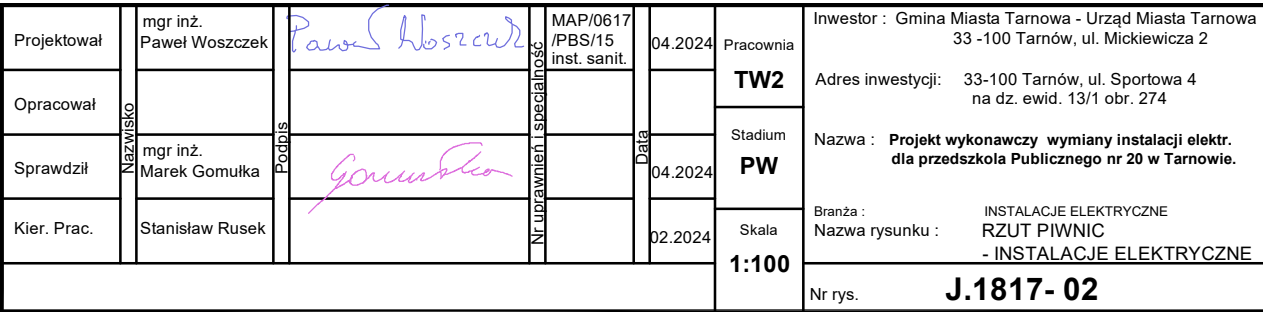 Projektował
Nazwisko
mgr inż.
Paweł Woszczek
Podpis
Paweł Woszczek
Nr uprawnień i specjalność
MAP/0617
/PBS/15
inst. sanit.
Data
04.2024
Opracował
Sprawdził
mgr inż.
Marek Gomułka
Gomułka
04.2024
Kier. Prac.
Stanisław Rusek
02.2024
Pracownia
TW2
Stadium
PW
Skala
1:100
Inwestor : Gmina Miasta Tarnowa - Urząd Miasta Tarnowa
33 -100 Tarnów, ul. Mickiewicza 2
Adres inwestycji: 33-100 Tarnów, ul. Sportowa 4
na dz. ewid. 13/1 obr. 274
Nazwa : Projekt wykonawczy wymiany instalacji elektr.
dla przedszkola Publicznego nr 20 w Tarnowie.
Branża : INSTALACJE ELEKTRYCZNE
Nazwa rysunku : RZUT PIWNIC
- INSTALACJE ELEKTRYCZNE
Nr rys. J.1817- 02